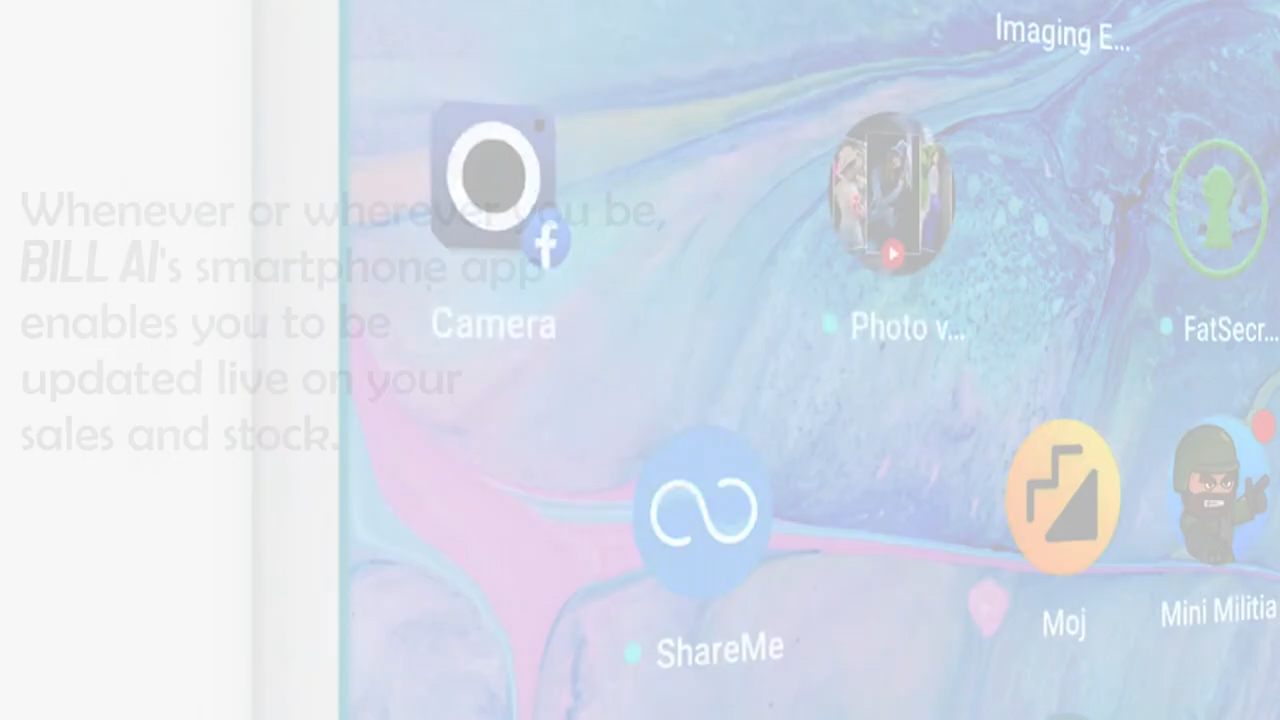 Imaging E...
Whenever or wherever you be,
BILL AI's smartphone app
enables you to be
updated live on your
sales and stock.
Camera
Photo v...
FatSecr...
ShareMe
Moj
Mini Militia